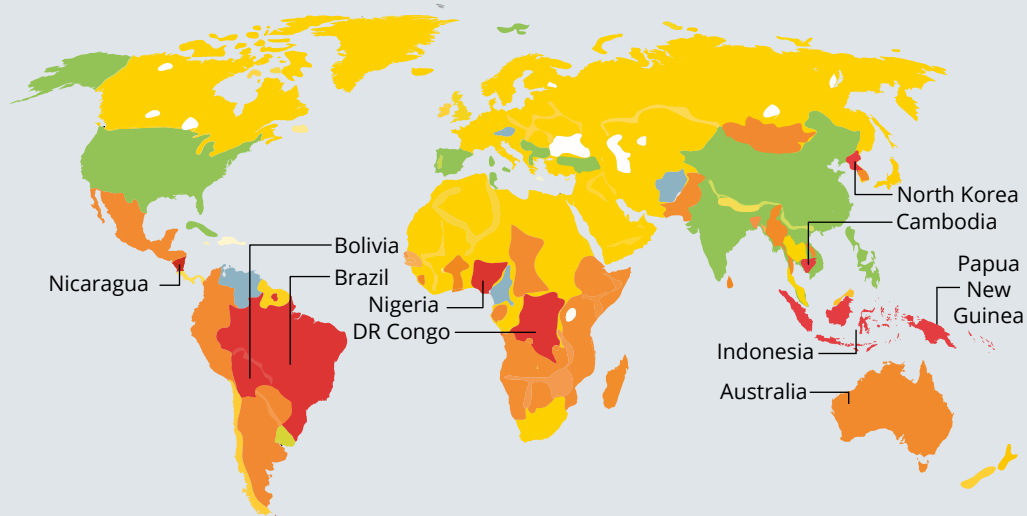 North Korea
Cambodia
Bolivia
Papua
New
Guinea
Brazil
Nicaragua
Nigeria
DR Congo
Indonesia
Australia